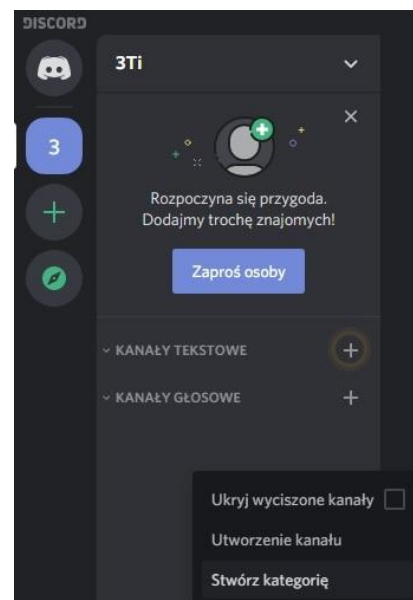 DISCORD
3Ti
3
Rozpoczyna się przygoda.
Dodajmy trochę znajomych!
Zaproś osoby
KANAŁY TEKSTOWE
KANAŁY GŁOSOWE
Ukryj wyciszone kanały
Utworzenie kanału
Stwórz kategorię